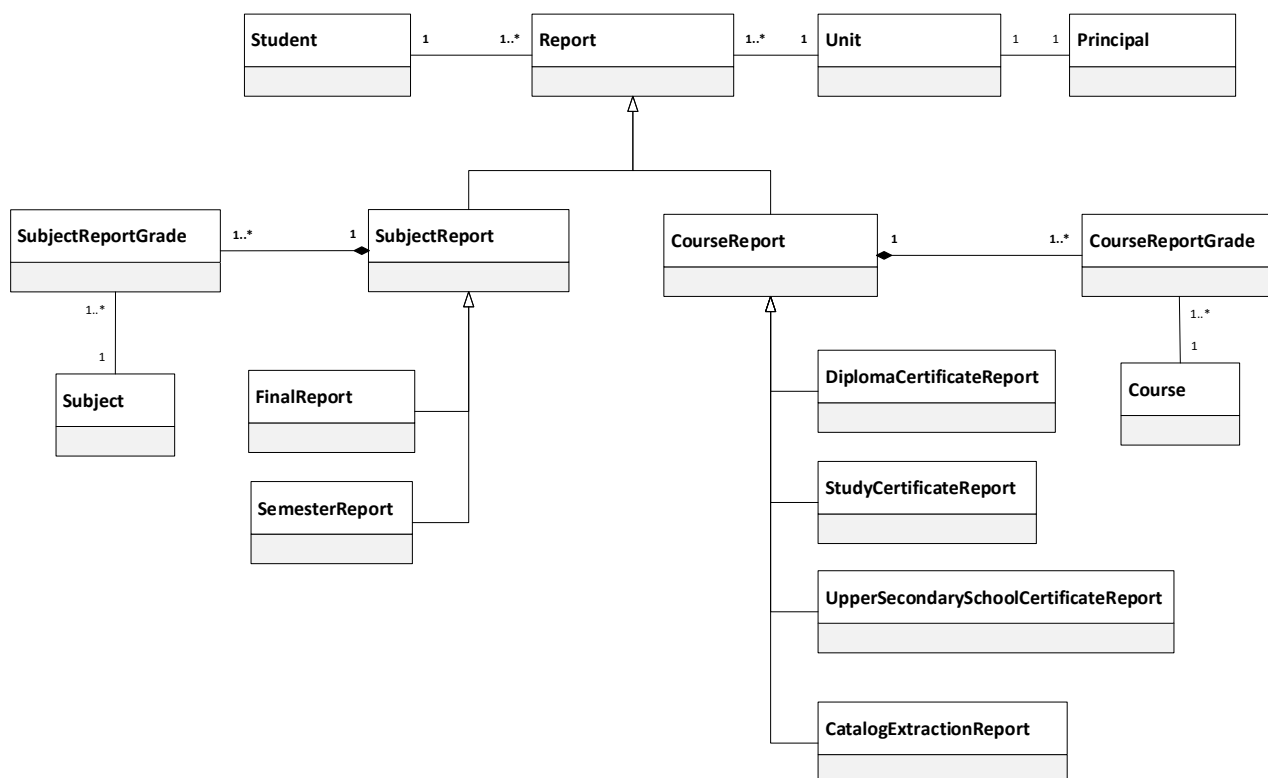 Student
1
1..*
Report
1..*
1
Unit
1
1
Principal
SubjectReportGrade
1..*
1
SubjectReport
CourseReport
1
1..*
CourseReportGrade
1..*
1
Subject
1..*
1
Course
FinalReport
SemesterReport
DiplomaCertificateReport
StudyCertificateReport
UpperSecondarySchoolCertificateReport
CatalogExtractionReport